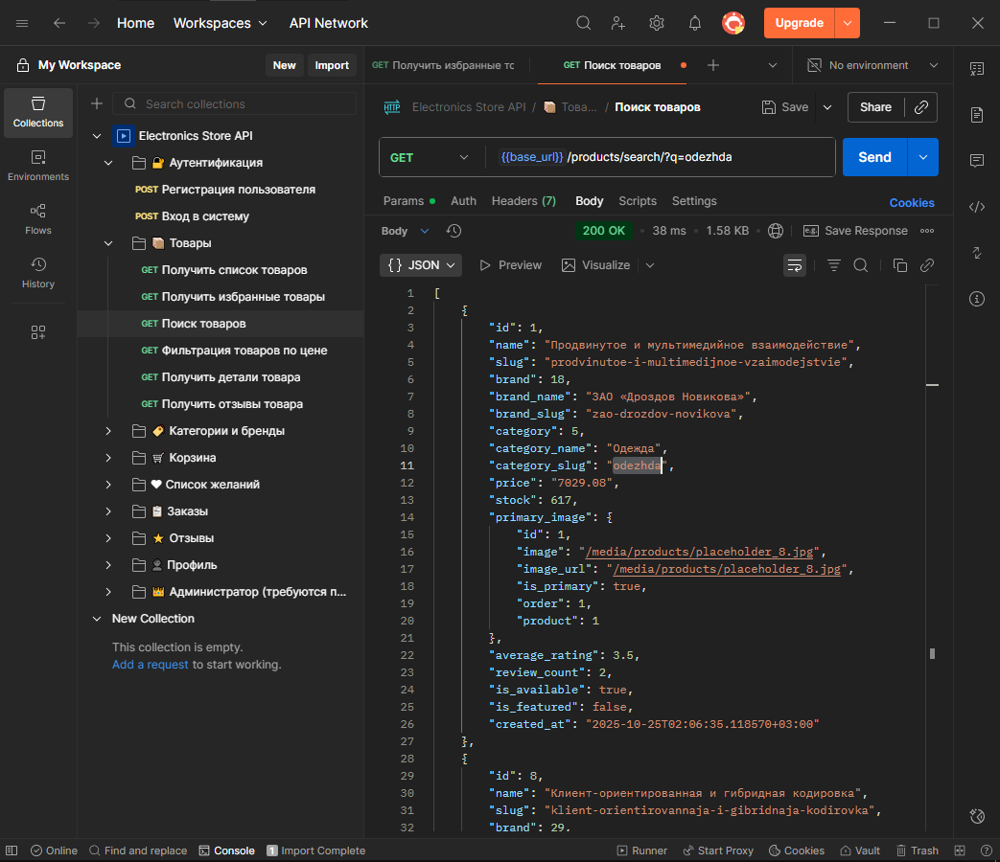 Home Workspaces API Network Upgrade
My Workspace New Import
GET Получить избранные то GET Поиск товаров No environment
Search collections
Collections
Environments
Flows
History
Electronics Store API
Аутентификация
POST Регистрация пользователя
POST Вход в систему
Товары
GET Получить список товаров
GET Получить избранные товары
GET Поиск товаров
GET Фильтрация товаров по цене
GET Получить детали товара
GET Получить отзывы товара
Категории и бренды
Корзина
Список желаний
Заказы
Отзывы
Профиль
Администратор (требуются п...
New Collection
This collection is empty.
Add a request to start working.
HTTP Electronics Store API / Това... / Поиск товаров Save Share
GET {{base_url}} /products/search/?q=odezhda Send
Params Auth Headers (7) Body Scripts Settings Cookies
Body 200 OK 38 ms 1.58 KB e.g. Save Response
{} JSON Preview Visualize
1 [
2 {
3 "id": 1,
4 "name": "Продвинутое и мультимедийное взаимодействие",
5 "slug": "prodvinutoe-i-multimedijnoe-vzaimodejstvie",
6 "brand": 18,
7 "brand_name": "ЗАО «Дроздов Новикова»",
8 "brand_slug": "zao-drozdov-novikova",
9 "category": 5,
10 "category_name": "Одежда",
11 "category_slug": "odezhda",
12 "price": "7029.08",
13 "stock": 617,
14 "primary_image": {
15 "id": 1,
16 "image": "/media/products/placeholder_8.jpg",
17 "image_url": "/media/products/placeholder_8.jpg",
18 "is_primary": true,
19 "order": 1,
20 "product": 1
21 },
22 "average_rating": 3.5,
23 "review_count": 2,
24 "is_available": true,
25 "is_featured": false,
26 "created_at": "2025-10-25T02:06:35.118570+03:00"
27 },
28 {
29 "id": 8,
30 "name": "Клиент-ориентированная и гибридная кодировка",
31 "slug": "klient-orientirovannaja-i-gibridnaja-kodirovka",
32 "brand": 29,
Online Find and replace Console 1 Import Complete Runner Start Proxy Cookies Vault Trash